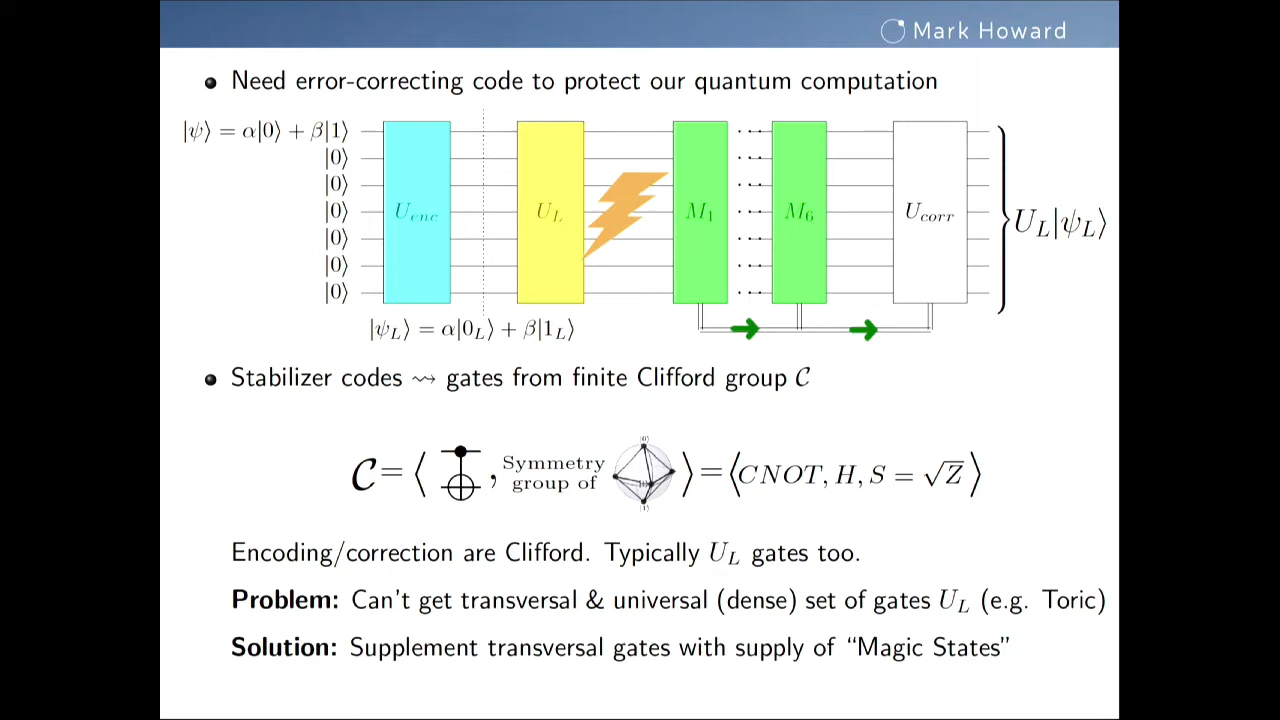 Mark Howard
Need error-correcting code to protect our quantum computation
|ψ⟩ = α|0⟩ + β|1⟩
|0⟩
|0⟩
|0⟩
|0⟩
|0⟩
|0⟩
U_enc
U_L
M_1
M_6
U_corr
U_L|ψ_L⟩
|ψ_L⟩ = α|0_L⟩ + β|1_L⟩
Stabilizer codes ⇝ gates from finite Clifford group 𝒞
𝒞 = ⟨ , Symmetry group of ⟩ = ⟨CNOT, H, S = √Z⟩
|0⟩
|1⟩
Encoding/correction are Clifford. Typically U_L gates too.
Problem: Can't get transversal & universal (dense) set of gates U_L (e.g. Toric)
Solution: Supplement transversal gates with supply of “Magic States”